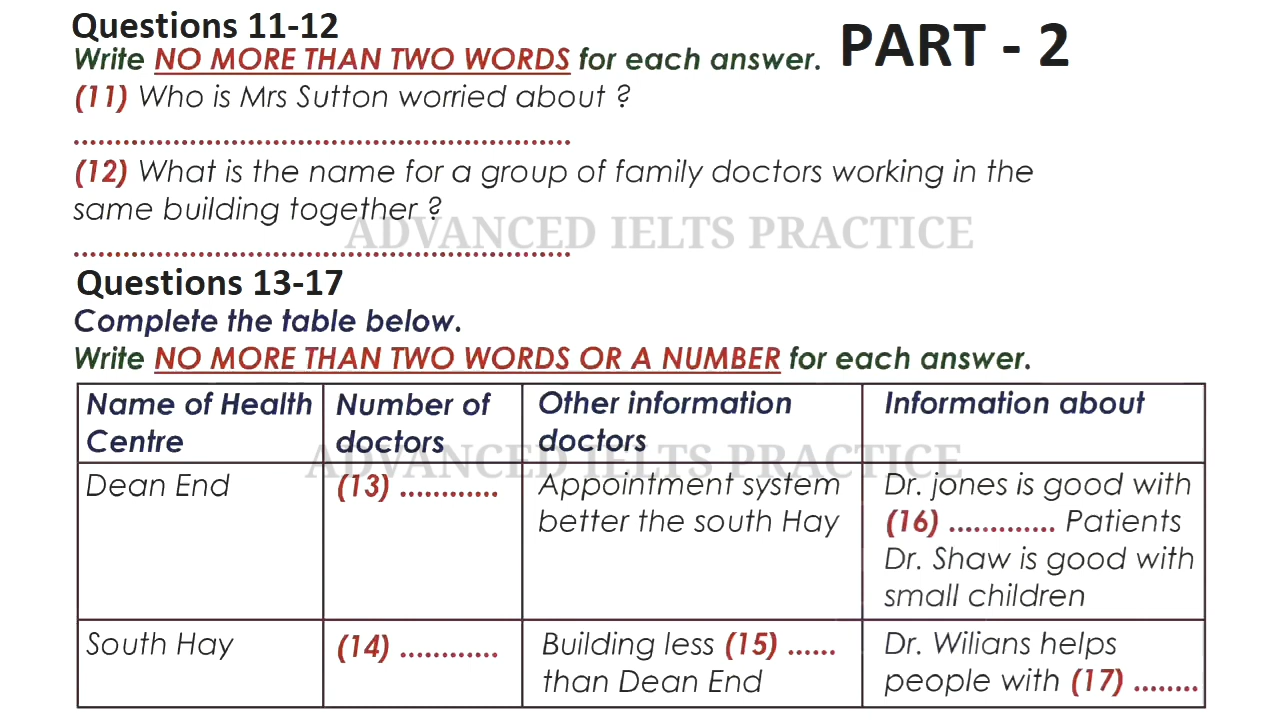 Questions 11-12
PART - 2
Write NO MORE THAN TWO WORDS for each answer.
(11) Who is Mrs Sutton worried about ?
............................................................
(12) What is the name for a group of family doctors working in the
same building together ?
ADVANCED IELTS PRACTICE
............................................................
Questions 13-17
Complete the table below.
Write NO MORE THAN TWO WORDS OR A NUMBER for each answer.
Name of Health
Centre
Number of
doctors
Other information
doctors
Information about
ADVANCED IELTS PRACTICE
Dean End
(13) ............
Appointment system
better the south Hay
Dr. jones is good with
(16) ............. Patients
Dr. Shaw is good with
small children
South Hay
(14) ............
Building less (15) ......
than Dean End
Dr. Wilians helps
people with (17) ........